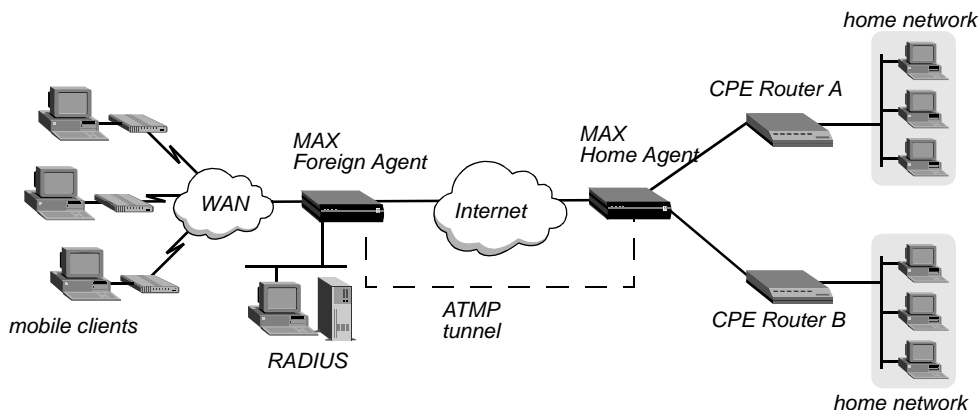 home network
CPE Router A
MAX
Foreign Agent
MAX
Home Agent
WAN
Internet
ATMP
tunnel
mobile clients
RADIUS
CPE Router B
home network